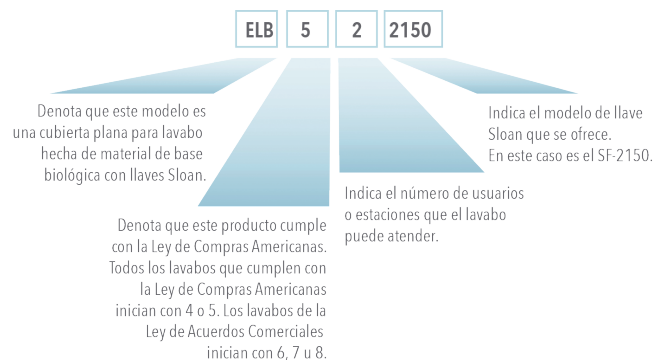 ELB 5 2 2150
Denota que este modelo es
una cubierta plana para lavabo
hecha de material de base
biológica con llaves Sloan.
Denota que este producto cumple
con la Ley de Compras Americanas.
Todos los lavabos que cumplen con
la Ley de Compras Americanas
inician con 4 o 5. Los lavabos de la
Ley de Acuerdos Comerciales
inician con 6, 7 u 8.
Indica el número de usuarios
o estaciones que el lavabo
puede atender.
Indica el modelo de llave
Sloan que se ofrece.
En este caso es el SF-2150.